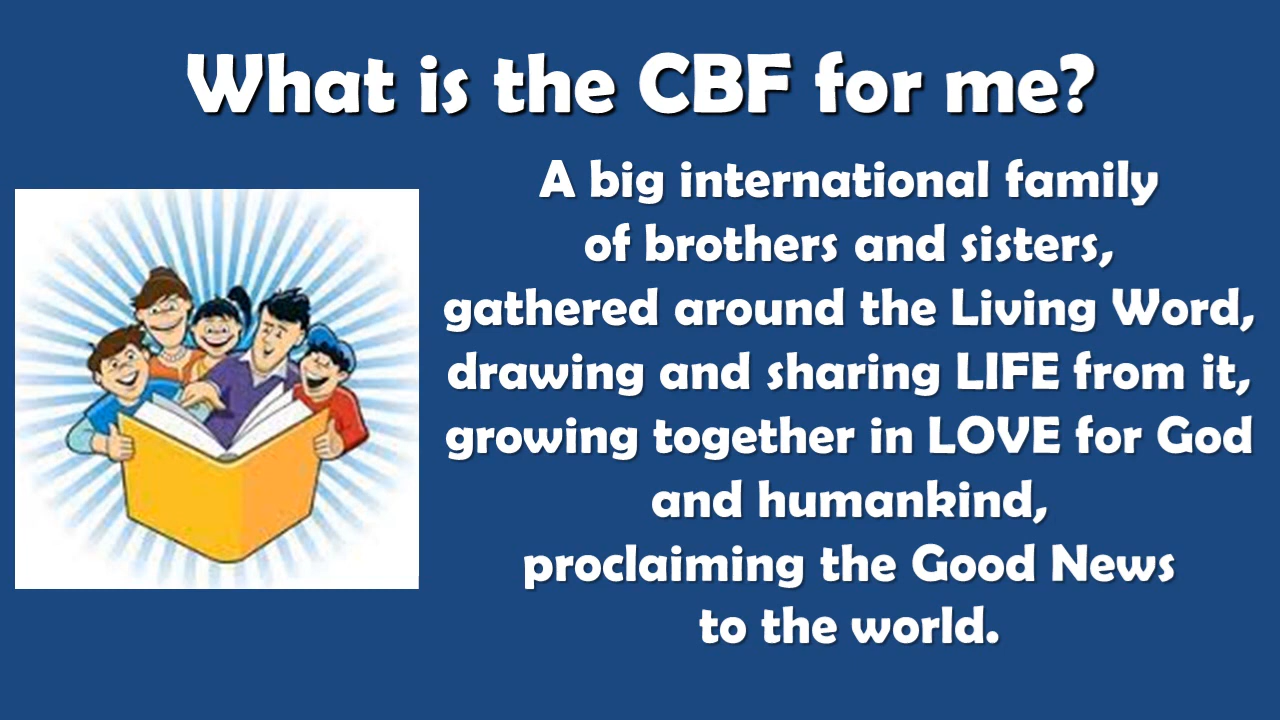 What is the CBF for me?
A big international family
of brothers and sisters,
gathered around the Living Word,
drawing and sharing LIFE from it,
growing together in LOVE for God
and humankind,
proclaiming the Good News
to the world.